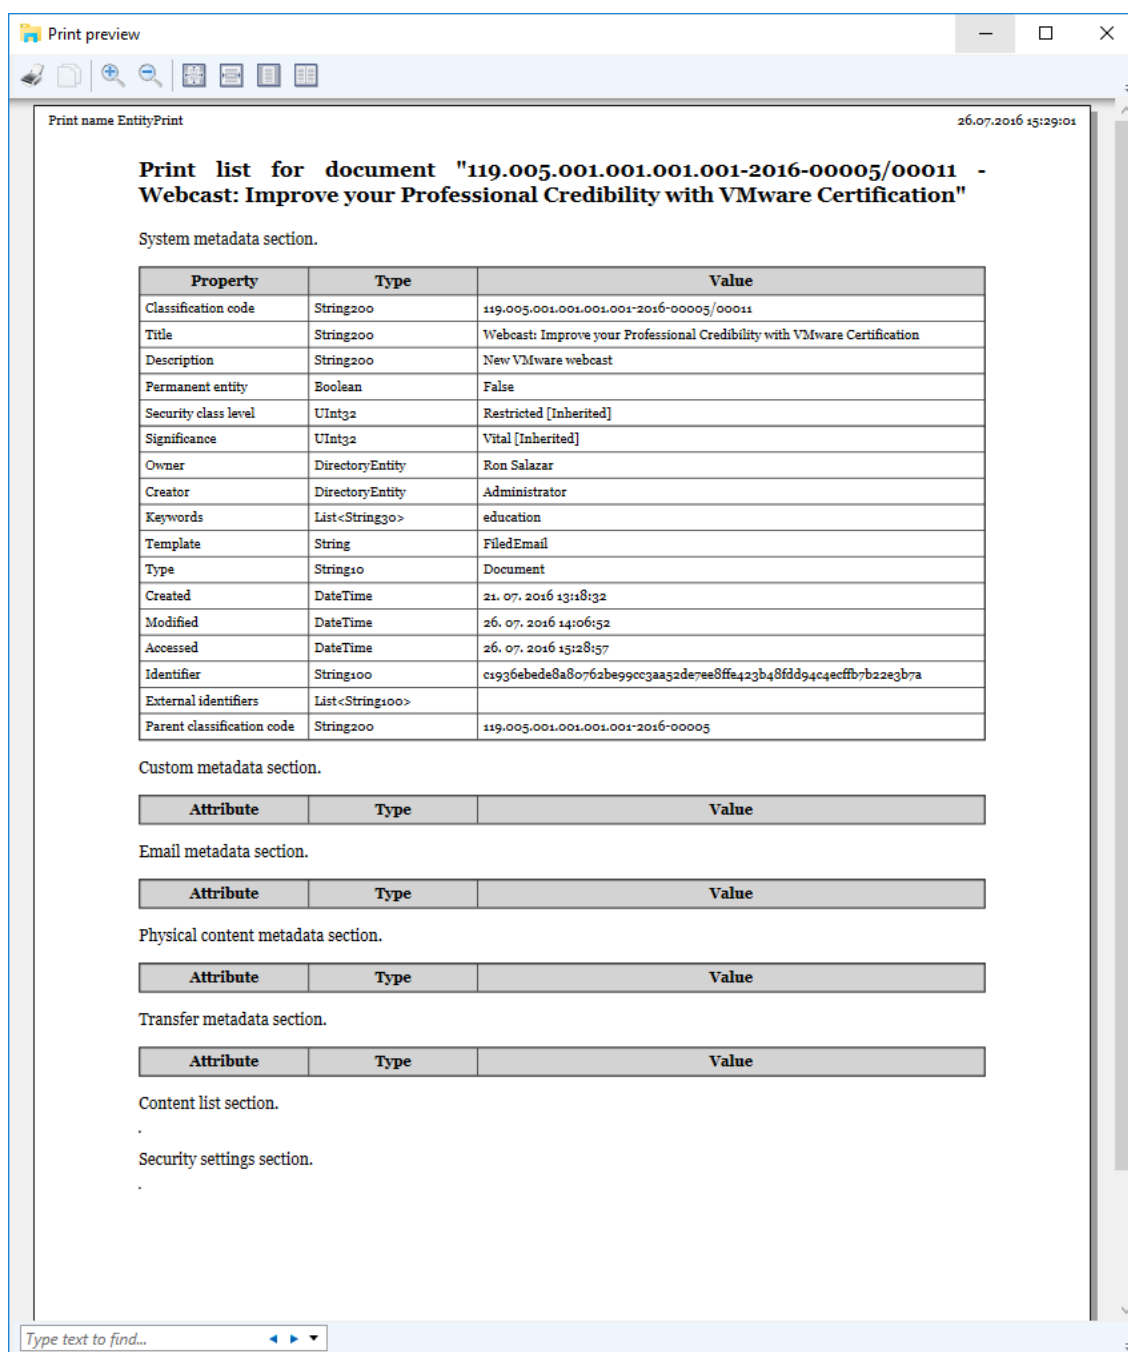 Print preview
Print name EntityPrint 26.07.2016 15:29:01
Print list for document "119.005.001.001.001.001-2016-00005/00011 -
Webcast: Improve your Professional Credibility with VMware Certification"
System metadata section.
Property Type Value
Classification code String200 119.005.001.001.001.001-2016-00005/00011
Title String200 Webcast: Improve your Professional Credibility with VMware Certification
Description String200 New VMware webcast
Permanent entity Boolean False
Security class level UInt32 Restricted [Inherited]
Significance UInt32 Vital [Inherited]
Owner DirectoryEntity Ron Salazar
Creator DirectoryEntity Administrator
Keywords List<String30> education
Template String FiledEmail
Type String10 Document
Created DateTime 21. 07. 2016 13:18:32
Modified DateTime 26. 07. 2016 14:06:52
Accessed DateTime 26. 07. 2016 15:28:57
Identifier String100 c1936ebede8a80762be99cc3aa52de7ee8ffe423b48fdd94c4ecffb7b22e3b7a
External identifiers List<String100>
Parent classification code String200 119.005.001.001.001.001-2016-00005
Custom metadata section.
Attribute Type Value
Email metadata section.
Attribute Type Value
Physical content metadata section.
Attribute Type Value
Transfer metadata section.
Attribute Type Value
Content list section.
.
Security settings section.
.
Type text to find...